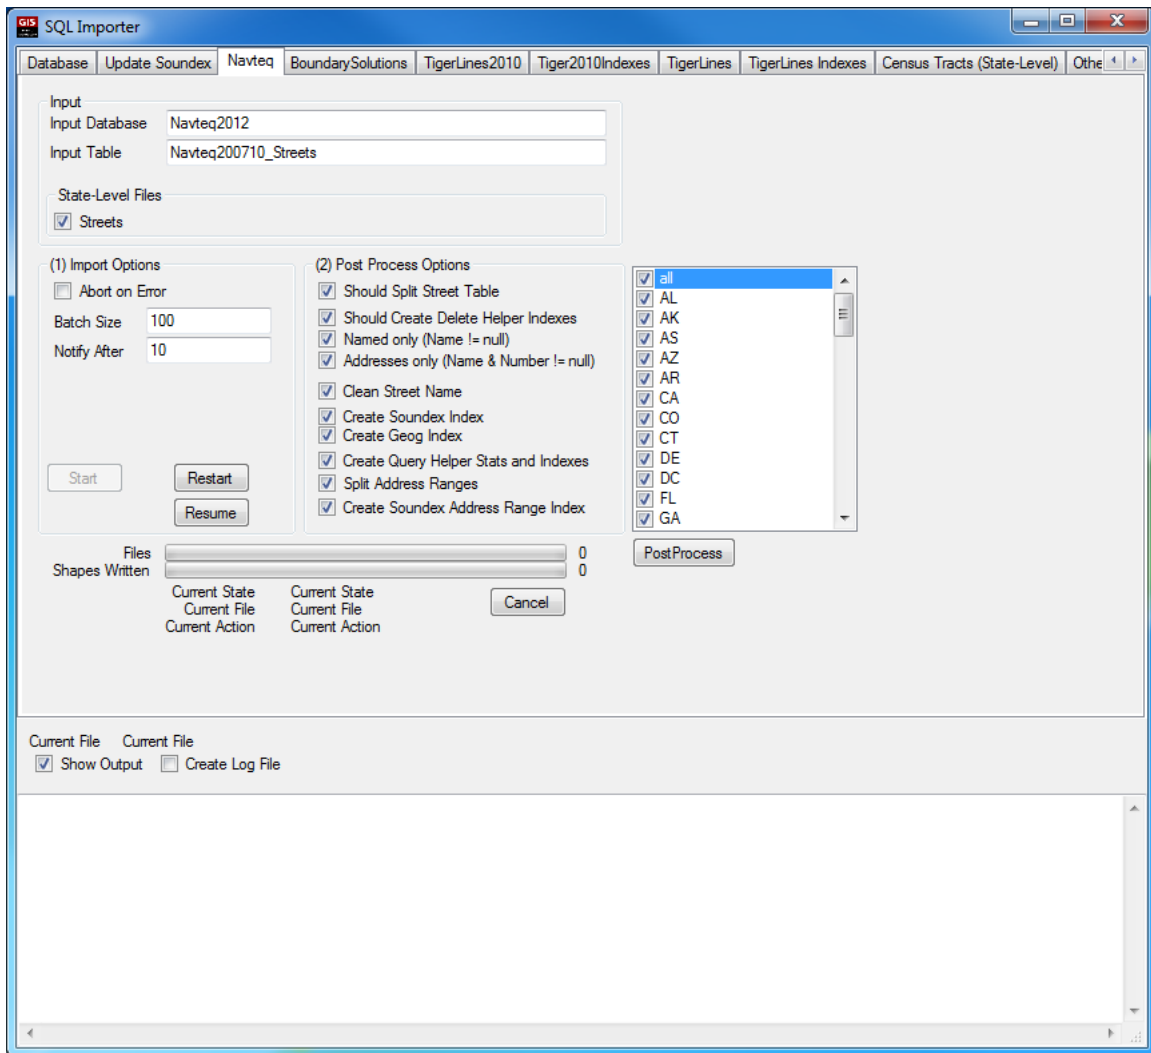 GIS SQL Importer
Database Update Soundex Navteq BoundarySolutions TigerLines2010 Tiger2010Indexes TigerLines TigerLines Indexes Census Tracts (State-Level) Othe
Input
Input Database Navteq2012
Input Table Navteq200710_Streets
State-Level Files
Streets
(1) Import Options
Abort on Error
Batch Size 100
Notify After 10
Start Restart
Resume
(2) Post Process Options
Should Split Street Table
Should Create Delete Helper Indexes
Named only (Name != null)
Addresses only (Name & Number != null)
Clean Street Name
Create Soundex Index
Create Geog Index
Create Query Helper Stats and Indexes
Split Address Ranges
Create Soundex Address Range Index
all
AL
AK
AS
AZ
AR
CA
CO
CT
DE
DC
FL
GA
PostProcess
Files 0
Shapes Written 0
Current State Current State
Current File Current File
Current Action Current Action
Cancel
Current File Current File
Show Output Create Log File